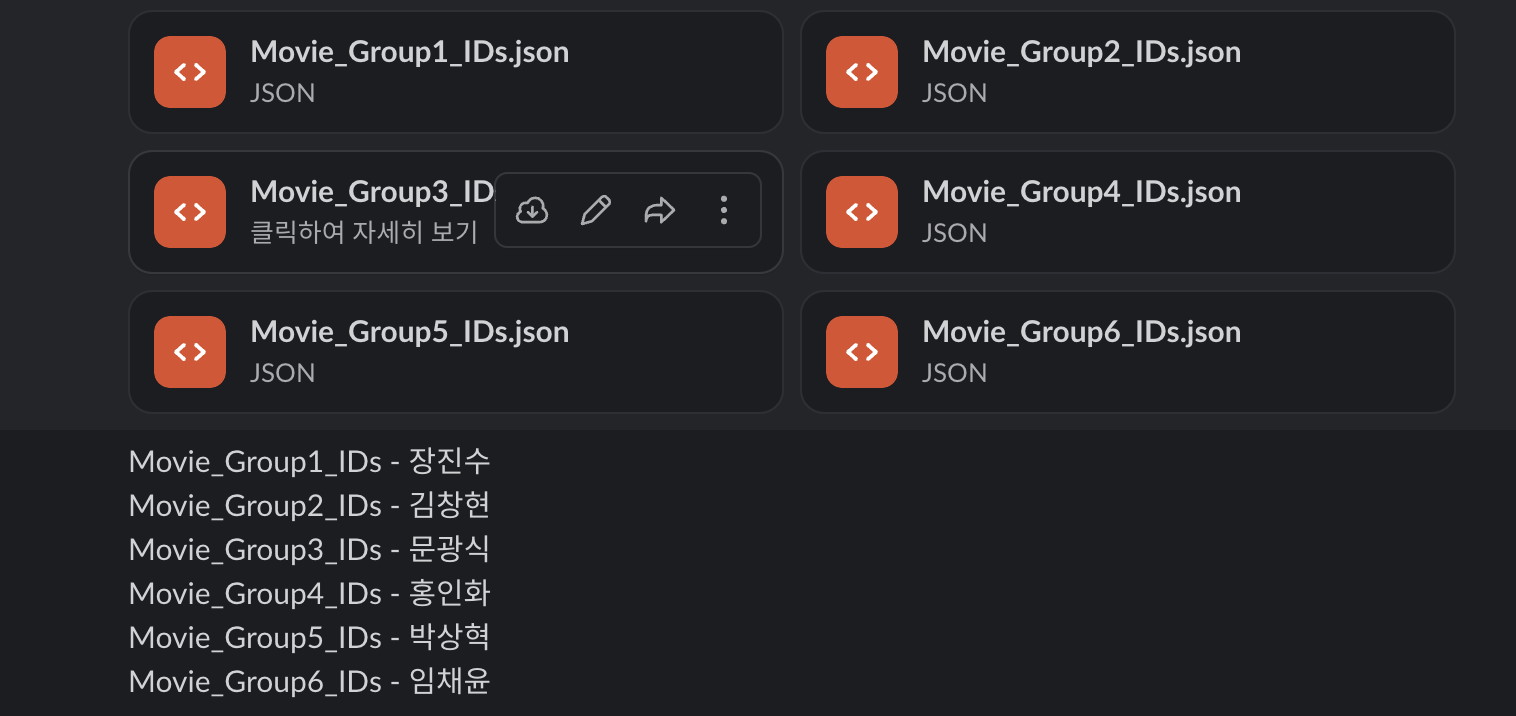 Movie_Group1_IDs.json
JSON
Movie_Group2_IDs.json
JSON
Movie_Group3_ID
클릭하여 자세히 보기
Movie_Group4_IDs.json
JSON
Movie_Group5_IDs.json
JSON
Movie_Group6_IDs.json
JSON
Movie_Group1_IDs - 장진수
Movie_Group2_IDs - 김창현
Movie_Group3_IDs - 문광식
Movie_Group4_IDs - 홍인화
Movie_Group5_IDs - 박상혁
Movie_Group6_IDs - 임채윤